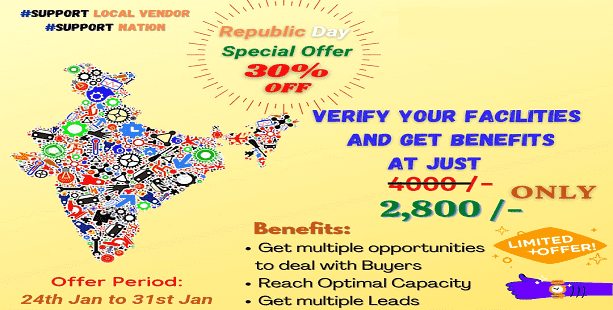 #SUPPORT LOCAL VENDOR
#SUPPORT NATION
Republic Day
Special Offer
30%
OFF
VERIFY YOUR FACILITIES
AND GET BENEFITS
AT JUST
4000 /-
2,800 /- ONLY
Benefits:
• Get multiple opportunities
to deal with Buyers
• Reach Optimal Capacity
• Get multiple Leads
LIMITED
OFFER!
Offer Period:
24th Jan to 31st Jan